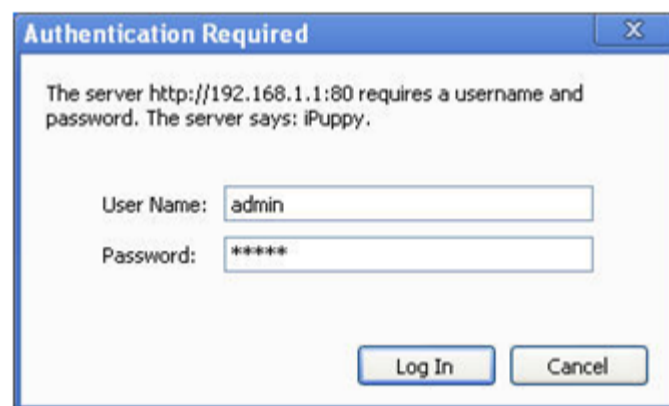 Authentication Required
The server http://192.168.1.1:80 requires a username and
password. The server says: iPuppy.
User Name: admin
Password: *****
Log In Cancel